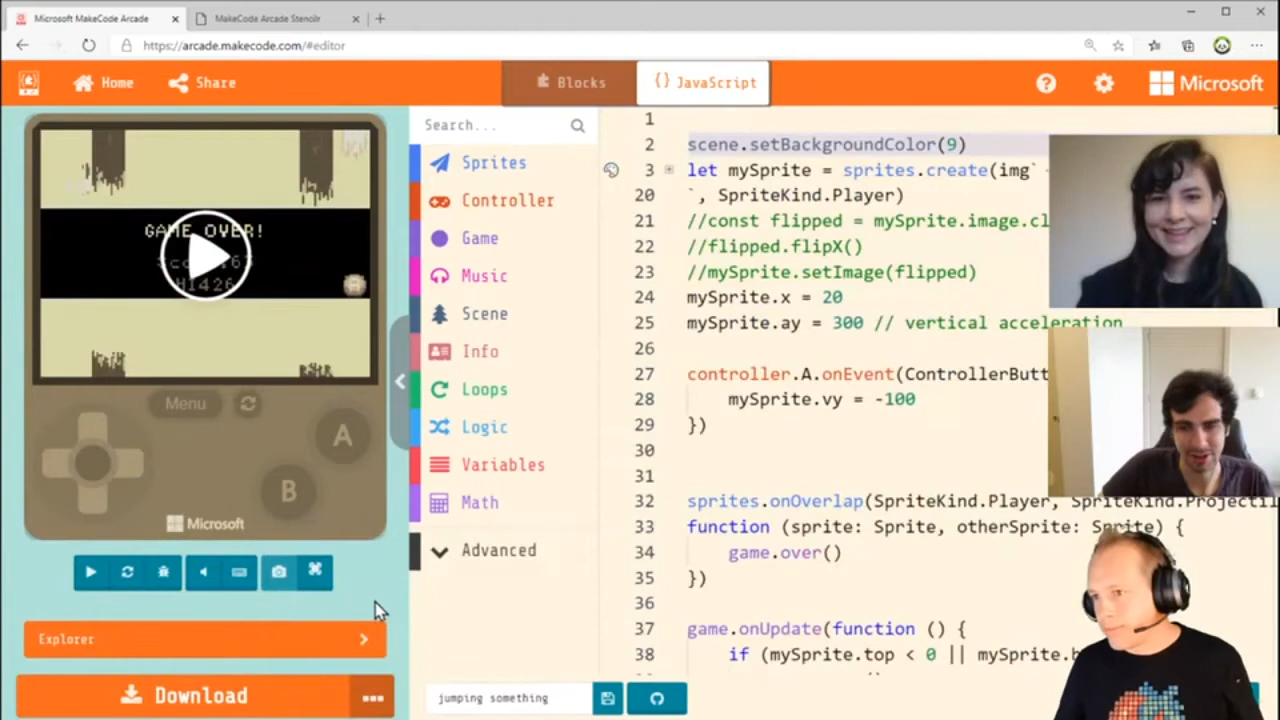 Microsoft MakeCode Arcade
MakeCode Arcade Stencilr
https://arcade.makecode.com/#editor
Home
Share
Blocks
{} JavaScript
Microsoft
GAME OVER!
HI426
Menu
A
B
Microsoft
Explorer
Download
Search...
Sprites
Controller
Game
Music
Scene
Info
Loops
Logic
Variables
Math
Advanced
jumping something
1
2 scene.setBackgroundColor(9)
3 let mySprite = sprites.create(img`
20 `, SpriteKind.Player)
21 //const flipped = mySprite.image.cl
22 //flipped.flipX()
23 //mySprite.setImage(flipped)
24 mySprite.x = 20
25 mySprite.ay = 300 // vertical acceleration
26
27 controller.A.onEvent(ControllerButt
28 mySprite.vy = -100
29 })
30
31
32 sprites.onOverlap(SpriteKind.Player, SpriteKind.Projectil
33 function (sprite: Sprite, otherSprite: Sprite) {
34 game.over()
35 })
36
37 game.onUpdate(function () {
38 if (mySprite.top < 0 || mySprite.b